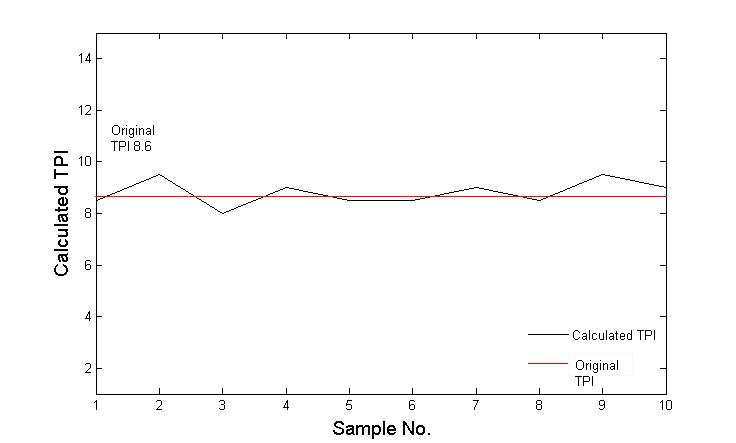 14
12
10
8
6
4
2
Calculated TPI
Original
TPI 8.6
Calculated TPI
Original
TPI
1 2 3 4 5 6 7 8 9 10
Sample No.